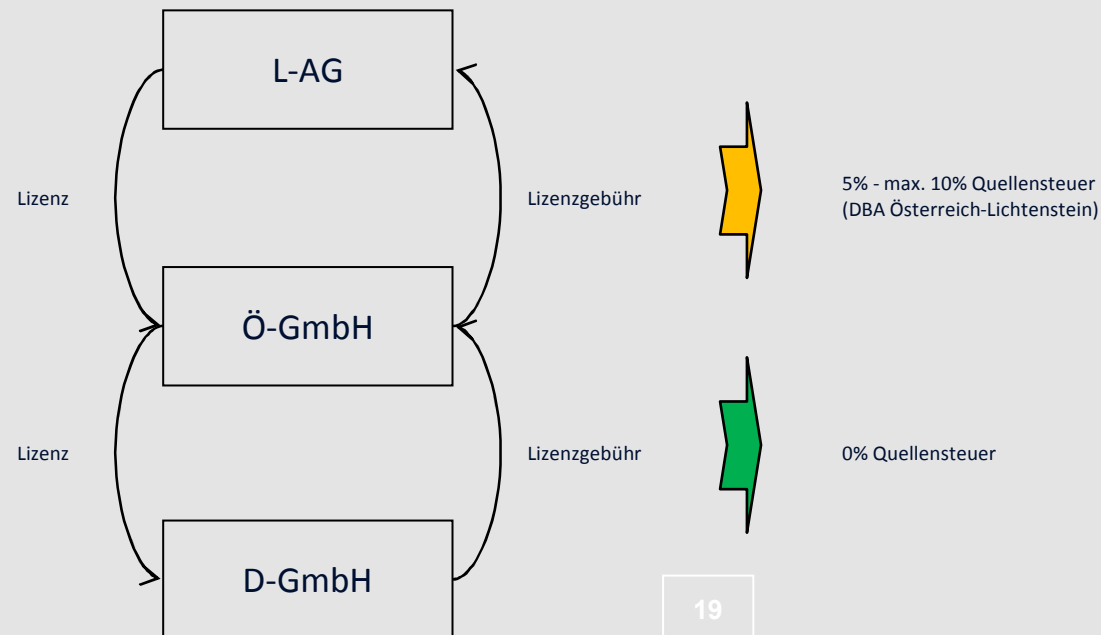 L-AG
Lizenz
Lizenzgebühr
5% - max. 10% Quellensteuer
(DBA Österreich-Lichtenstein)
Ö-GmbH
Lizenz
Lizenzgebühr
0% Quellensteuer
D-GmbH
19